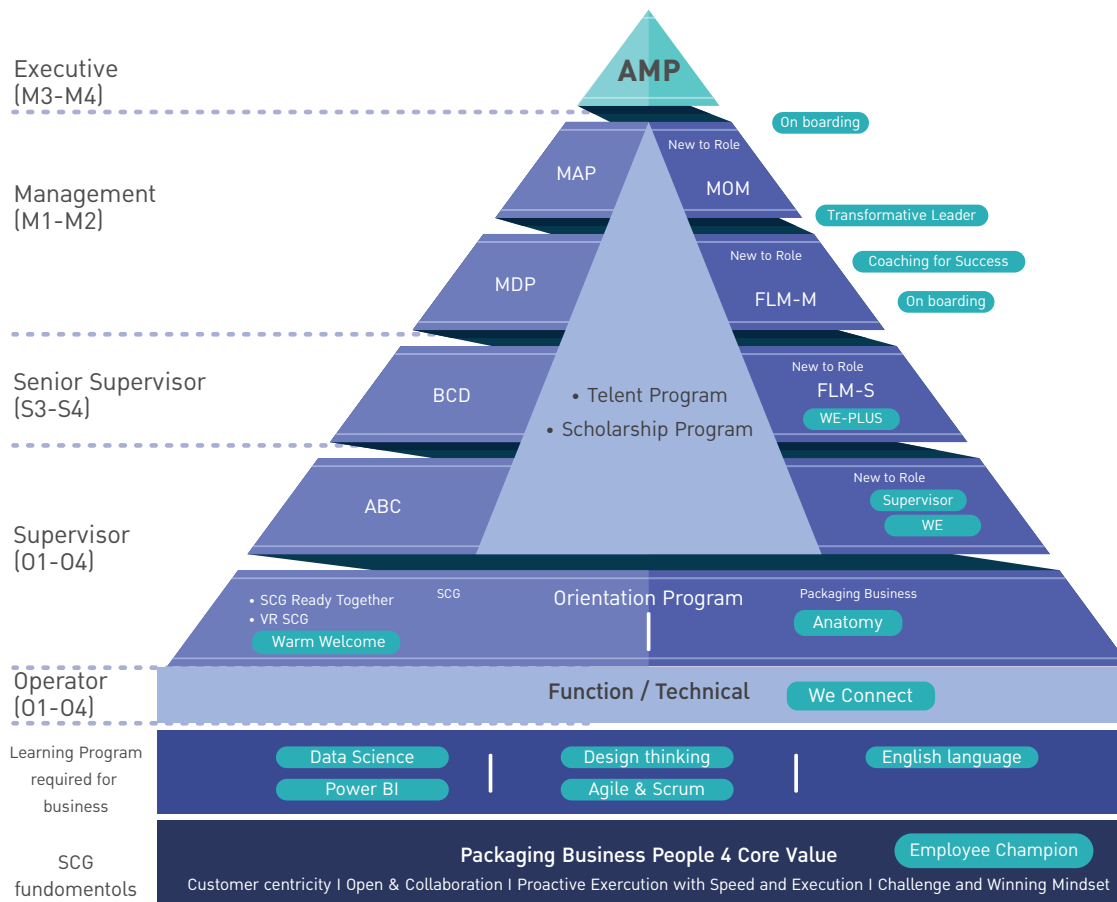 AMP
Executive
(M3-M4)
On boarding
New to Role
MAP
MOM
Management
(M1-M2)
Transformative Leader
New to Role
Coaching for Success
MDP
FLM-M
On boarding
New to Role
Senior Supervisor
(S3-S4)
BCD
FLM-S
WE-PLUS
• Telent Program
• Scholarship Program
New to Role
ABC
Supervisor
WE
Supervisor
(O1-O4)
• SCG Ready Together
• VR SCG
Warm Welcome
SCG
Orientation Program
Packaging Business
Anatomy
Operator
(O1-O4)
Function / Technical
We Connect
Learning Program
required for
business
Data Science
Power BI
Design thinking
Agile & Scrum
English language
SCG
fundomentols
Packaging Business People 4 Core Value
Employee Champion
Customer centricity I Open & Collaboration I Proactive Exercution with Speed and Execution I Challenge and Winning Mindset